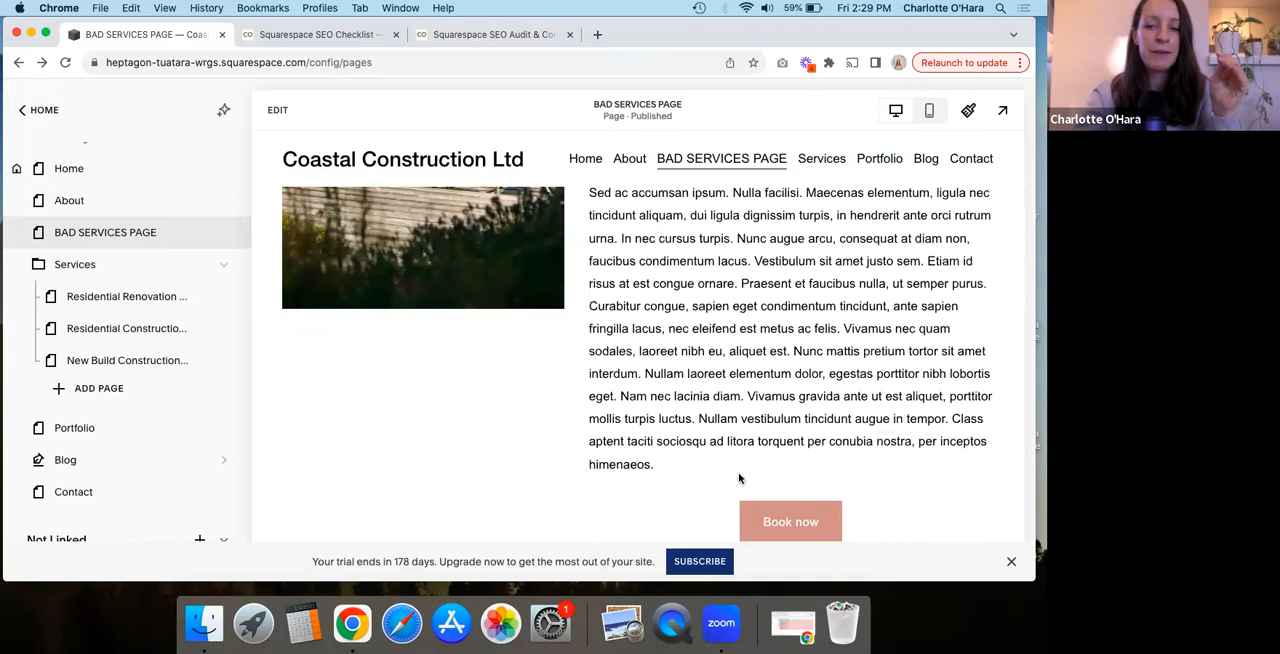 Chrome File Edit View History Bookmarks Profiles Tab Window Help 59% Fri 2:29 PM Charlotte O'Hara
BAD SERVICES PAGE — Coas
Squarespace SEO Checklist —
Squarespace SEO Audit & Con
heptagon-tuatara-wrgs.squarespace.com/config/pages
4
Relaunch to update
Charlotte O'Hara
HOME
EDIT
BAD SERVICES PAGE
Page · Published
Home
About
BAD SERVICES PAGE
Services
Residential Renovation ...
Residential Constructio...
New Build Construction...
ADD PAGE
Portfolio
Blog
Contact
Not Linked
Coastal Construction Ltd
Home About BAD SERVICES PAGE Services Portfolio Blog Contact
Sed ac accumsan ipsum. Nulla facilisi. Maecenas elementum, ligula nec
tincidunt aliquam, dui ligula dignissim turpis, in hendrerit ante orci rutrum
urna. In nec cursus turpis. Nunc augue arcu, consequat at diam non,
faucibus condimentum lacus. Vestibulum sit amet justo sem. Etiam id
risus at est congue ornare. Praesent et faucibus nulla, ut semper purus.
Curabitur congue, sapien eget condimentum tincidunt, ante sapien
fringilla lacus, nec eleifend est metus ac felis. Vivamus nec quam
sodales, laoreet nibh eu, aliquet est. Nunc mattis pretium tortor sit amet
interdum. Nullam laoreet elementum dolor, egestas porttitor nibh lobortis
eget. Nam nec lacinia diam. Vivamus gravida ante ut est aliquet, porttitor
mollis turpis luctus. Nullam vestibulum tincidunt augue in tempor. Class
aptent taciti sociosqu ad litora torquent per conubia nostra, per inceptos
himenaeos.
Book now
Your trial ends in 178 days. Upgrade now to get the most out of your site. SUBSCRIBE
1
zoom